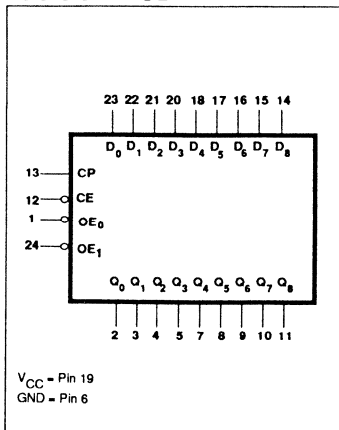 23 22 21 20 18 17 16 15 14
D0 D1 D2 D3 D4 D5 D6 D7 D8
13 CP
12 CE
1 OE0
24 OE1
Q0 Q1 Q2 Q3 Q4 Q5 Q6 Q7 Q8
2 3 4 5 7 8 9 10 11
VCC = Pin 19
GND = Pin 6